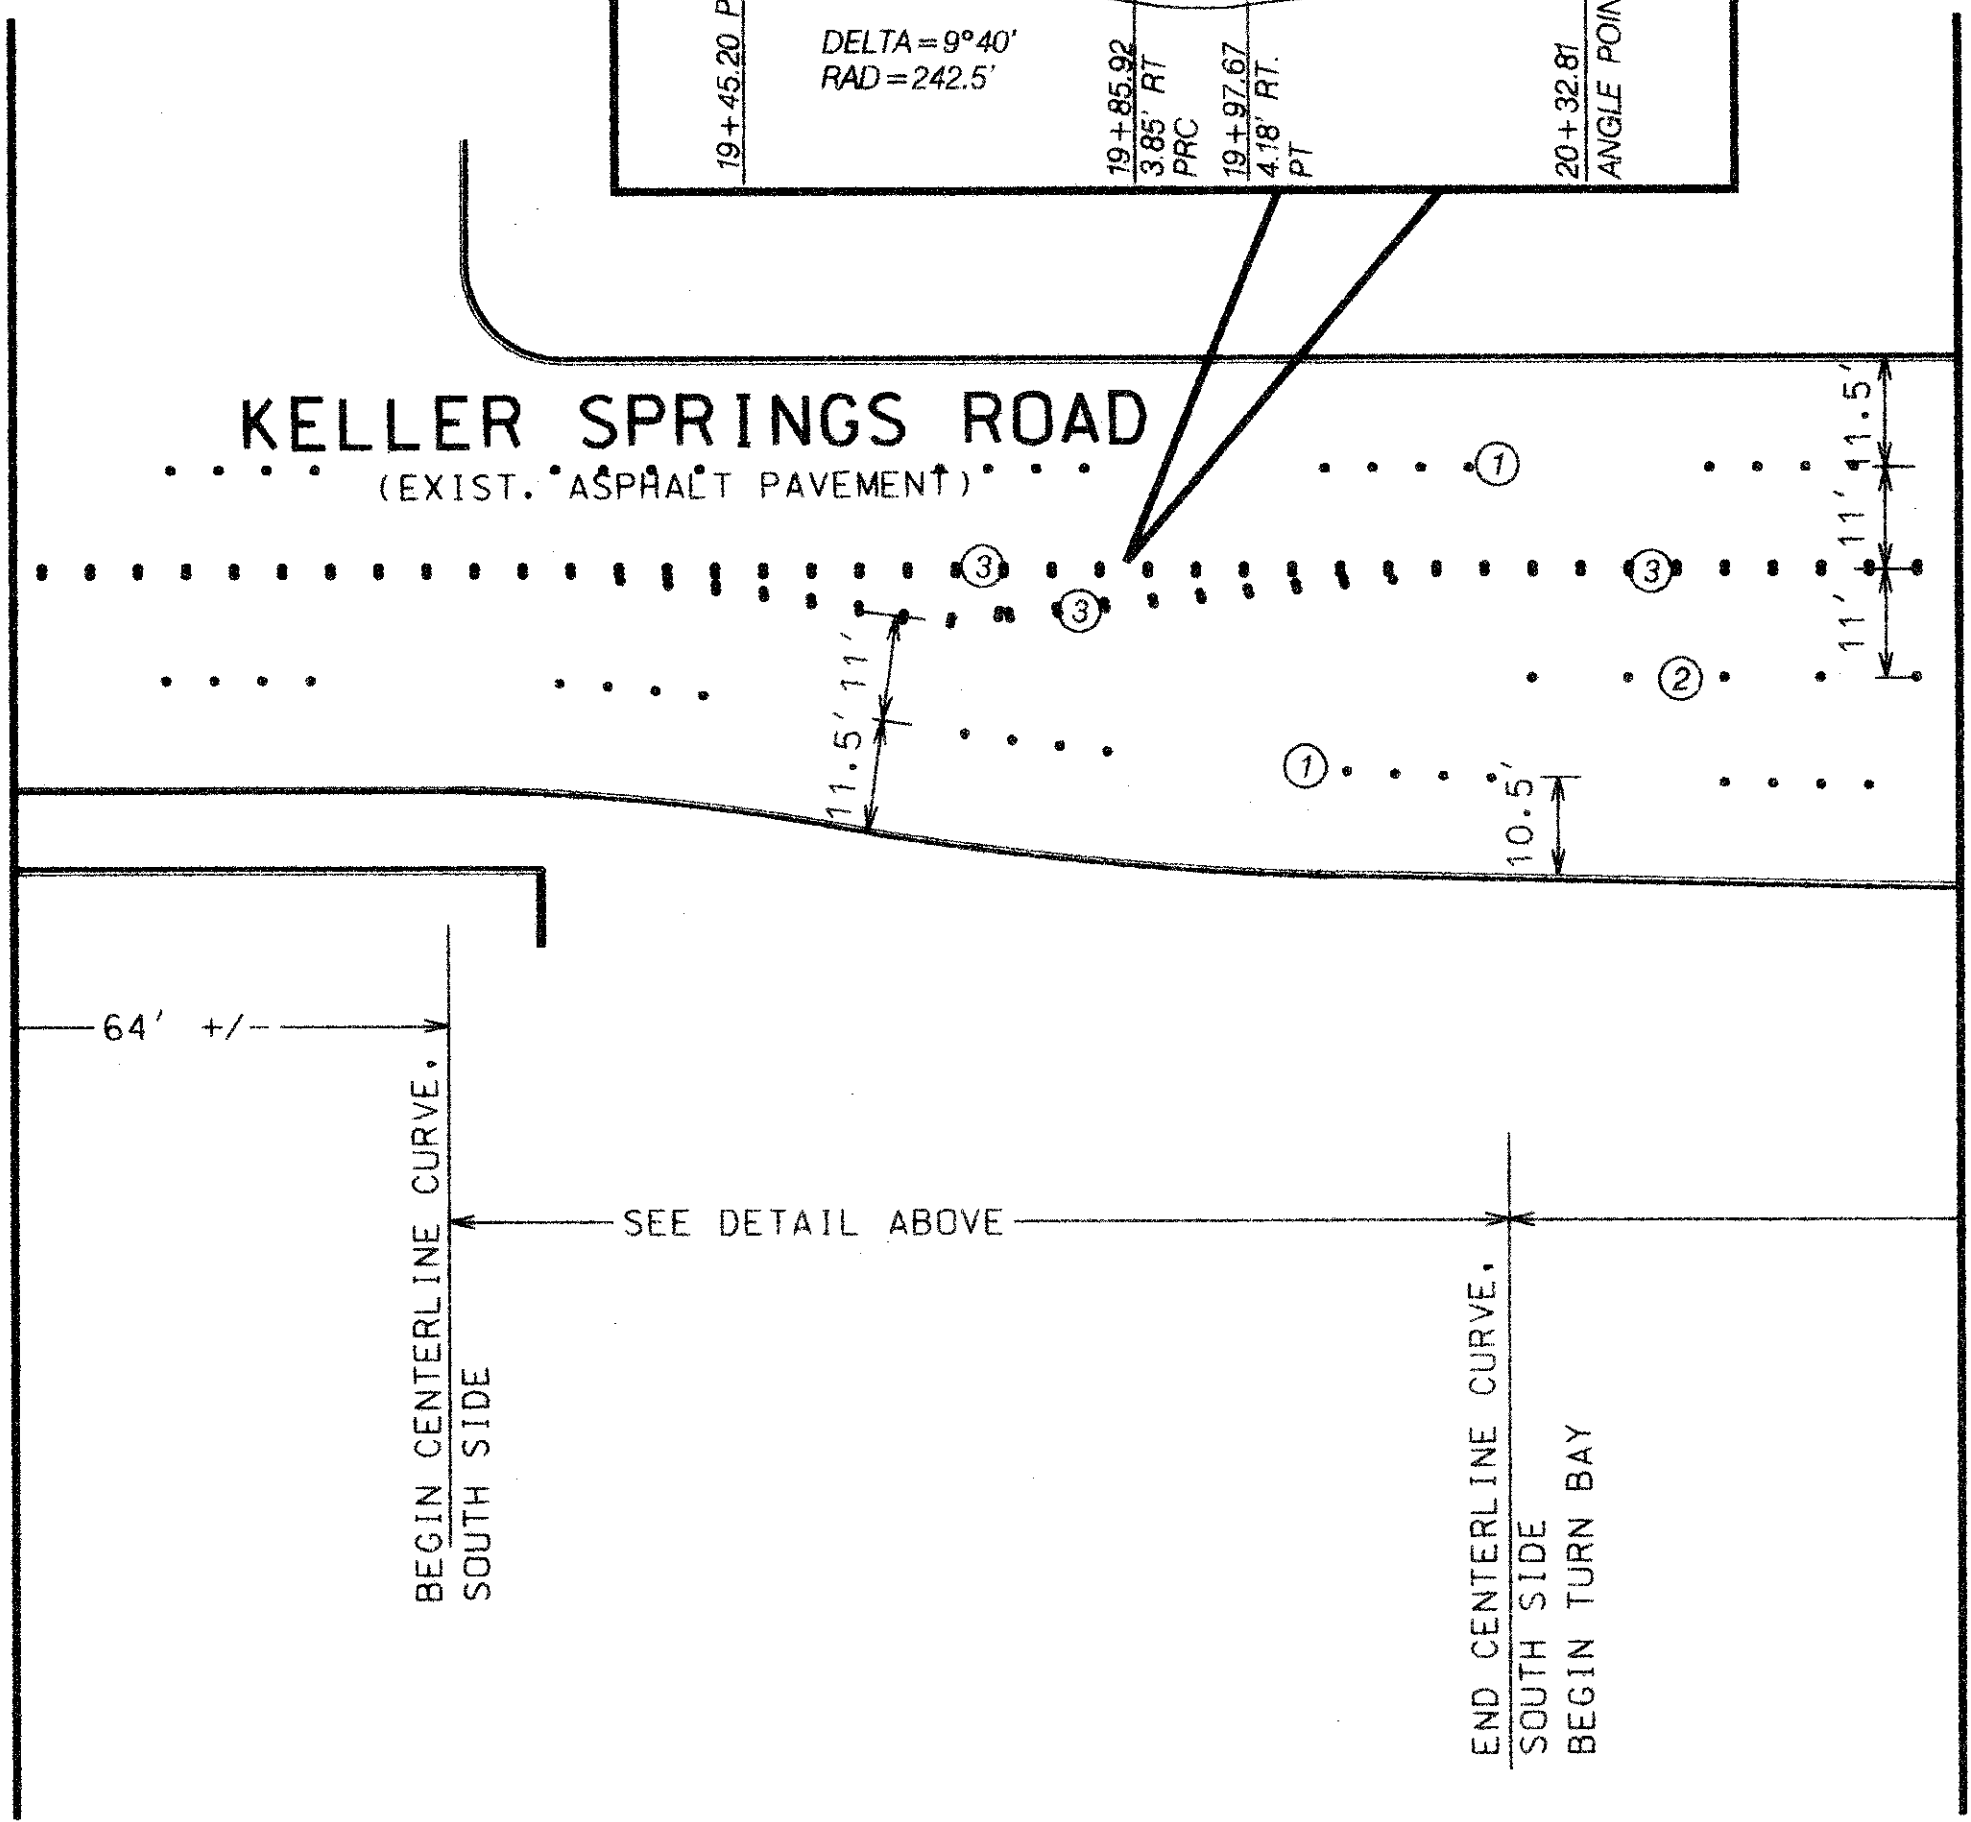 19+45.20 P
DELTA=9°40'
RAD=242.5'
19+85.92
3.85' RT
PRC
19+97.67
4.18' RT.
PT
20+32.81
ANGLE POIN
KELLER SPRINGS ROAD
(EXIST. ASPHALT PAVEMENT)
1
11.5'
11'
3
3
3
11'
11'
2
11.5'
1
10.5'
64' +/-
BEGIN CENTERLINE CURVE,
SOUTH SIDE
SEE DETAIL ABOVE
END CENTERLINE CURVE,
SOUTH SIDE
BEGIN TURN BAY